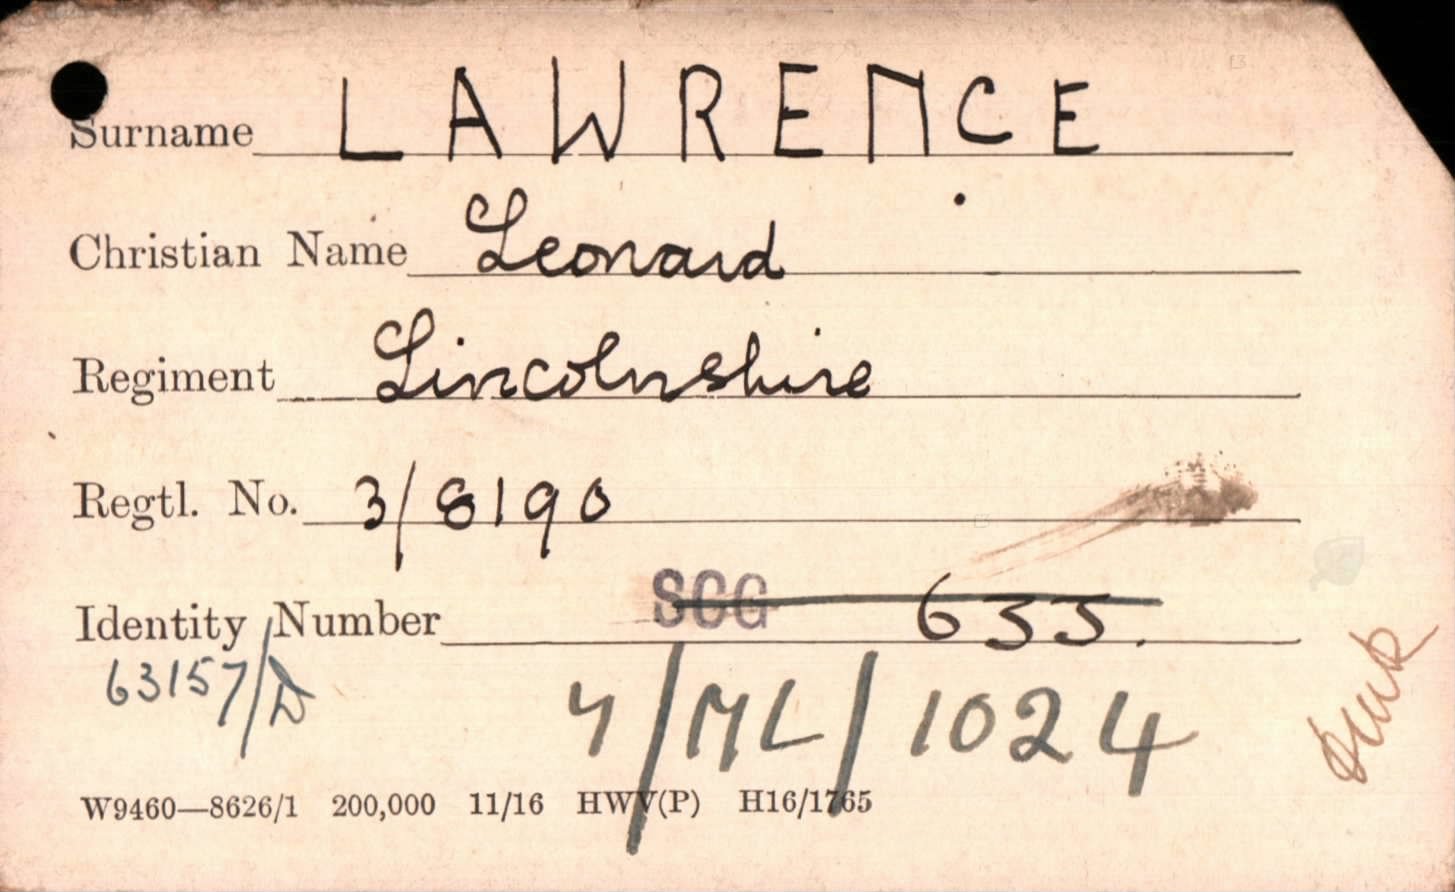 Surname LAWRENCE
Christian Name Leonard
Regiment Lincolnshire
Regtl. No. 3/8190
Identity Number SCG 633.
63157/D
4/ML/1024
W9460—8626/1 200,000 11/16 HWV(P) H16/1765